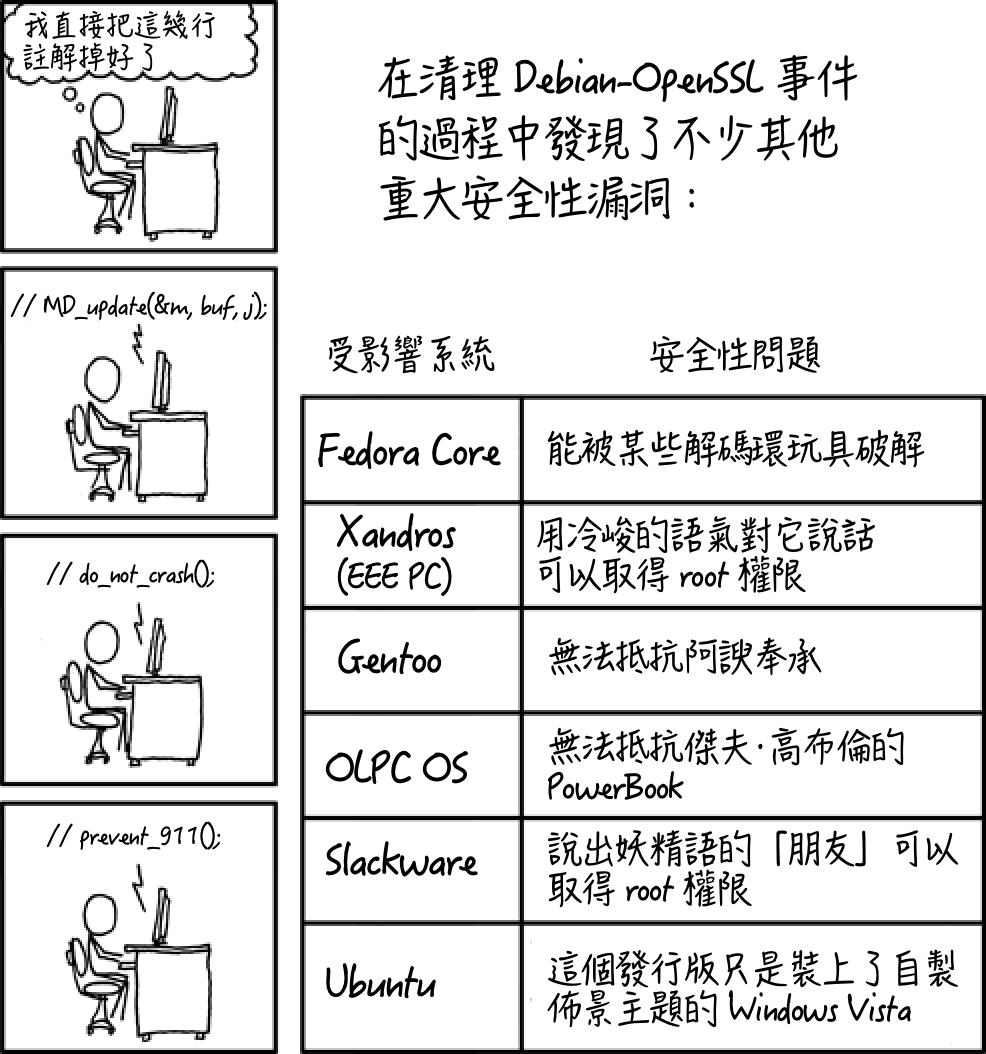 我直接把這幾行
註解掉好了
// MD_update(&m, buf, j);
// do_not_crash();
// prevent_911();
在清理 Debian-OpenSSL 事件
的過程中發現了不少其他
重大安全性漏洞：
受影響系統 安全性問題
Fedora Core 能被某些解碼環玩具破解
Xandros
(EEE PC)
用冷峻的語氣對它說話
可以取得 root 權限
Gentoo 無法抵抗阿諛奉承
OLPC OS
無法抵抗傑夫·高布倫的
PowerBook
Slackware
說出妖精語的「朋友」可以
取得 root 權限
Ubuntu
這個發行版只是裝上了自製
佈景主題的 Windows Vista